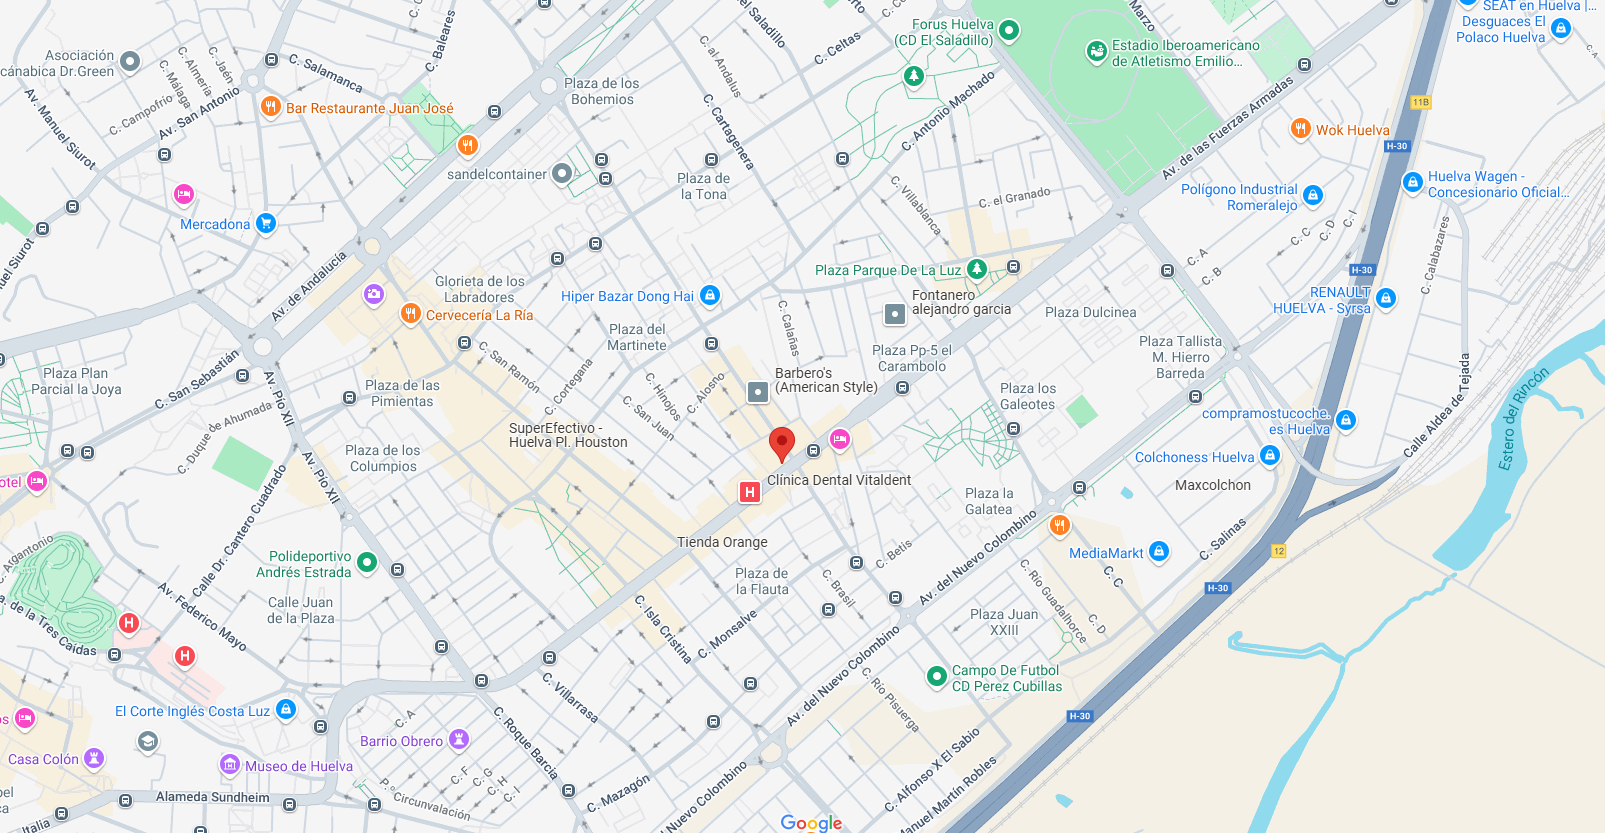 SEAT en Huelva |...
Desguaces El
Polaco Huelva
Forus Huelva
(CD El Saladillo)
Estadio Iberoamericano
de Atletismo Emilio...
Asociación
cánabica Dr.Green
C. Almería
C. Jaén
C. Málaga
C. Salamanca
C. Baleares
C. Celtas
C. al-Andalus
Marzo
Plaza de los
Bohemios
Bar Restaurante Juan José
C. Campofrio
Av. San Antonio
Av. Manuel Siurot
C. Cartagenera
C. Antonio Machado
Av. de las Fuerzas Armadas
11B
Wok Huelva
H-30
sandelcontainer
Plaza de
la Tona
C. Villablanca
C. el Granado
Polígono Industrial
Romeralejo
Huelva Wagen -
Concesionario Oficial...
C. Calabazares
C. I
C. D
C. C
C. A
C. B
Mercadona
Av. de Andalucía
Plaza Parque De La Luz
H-30
RENAULT
HUELVA - Syrsa
Glorieta de los
Labradores
Cervecería La Ría
Hiper Bazar Dong Hai
Fontanero
alejandro garcia
Plaza Dulcinea
Plaza del
Martinete
C. Calañas
Plaza Pp-5 el
Carambolo
Plaza Tallista
M. Hierro
Barreda
Plaza Plan
Parcial la Joya
C. San Sebastián
C. San Ramón
C. Cortegana
C. Hinojos
C. Alosno
C. San Juan
Barbero's
(American Style)
Plaza los
Galeotes
Calle Aldea de Tejada
Estero del Rincón
Av. Pío XII
Plaza de las
Pimientas
C. Duque de Ahumada
compramostucoche.
es Huelva
SuperEfectivo -
Huelva Pl. Houston
Plaza de los
Columpios
Av. Pío XII
Colchoness Huelva
Maxcolchon
Clínica Dental Vitaldent
Plaza la
Galatea
Calle Dr. Cantero Cuadrado
Tienda Orange
C. Betis
Av. del Nuevo Colombino
MediaMarkt
C. Salinas
12
H-30
Polideportivo
Andrés Estrada
Plaza de
la Flauta
C. Brasil
C. Río Guadalhorce
C. C
C. D
Av. Federico Mayo
Calle Juan
de la Plaza
C. Isla Cristina
C. Monsalve
Plaza Juan
XXIII
Av. del Nuevo Colombino
Campo De Futbol
CD Perez Cubillas
C. Río Pisuerga
C. Villarrasa
H-30
El Corte Inglés Costa Luz
C. A
C. Roque Barcia
Barrio Obrero
Casa Colón
Museo de Huelva
C. F
C. G
C. H
C. I
P.º Circunvalación
Alameda Sundheim
C. Mazagón
Nuevo Colombino
C. Alfonso X El Sabio
Manuel Martín Robles
Italia
Google